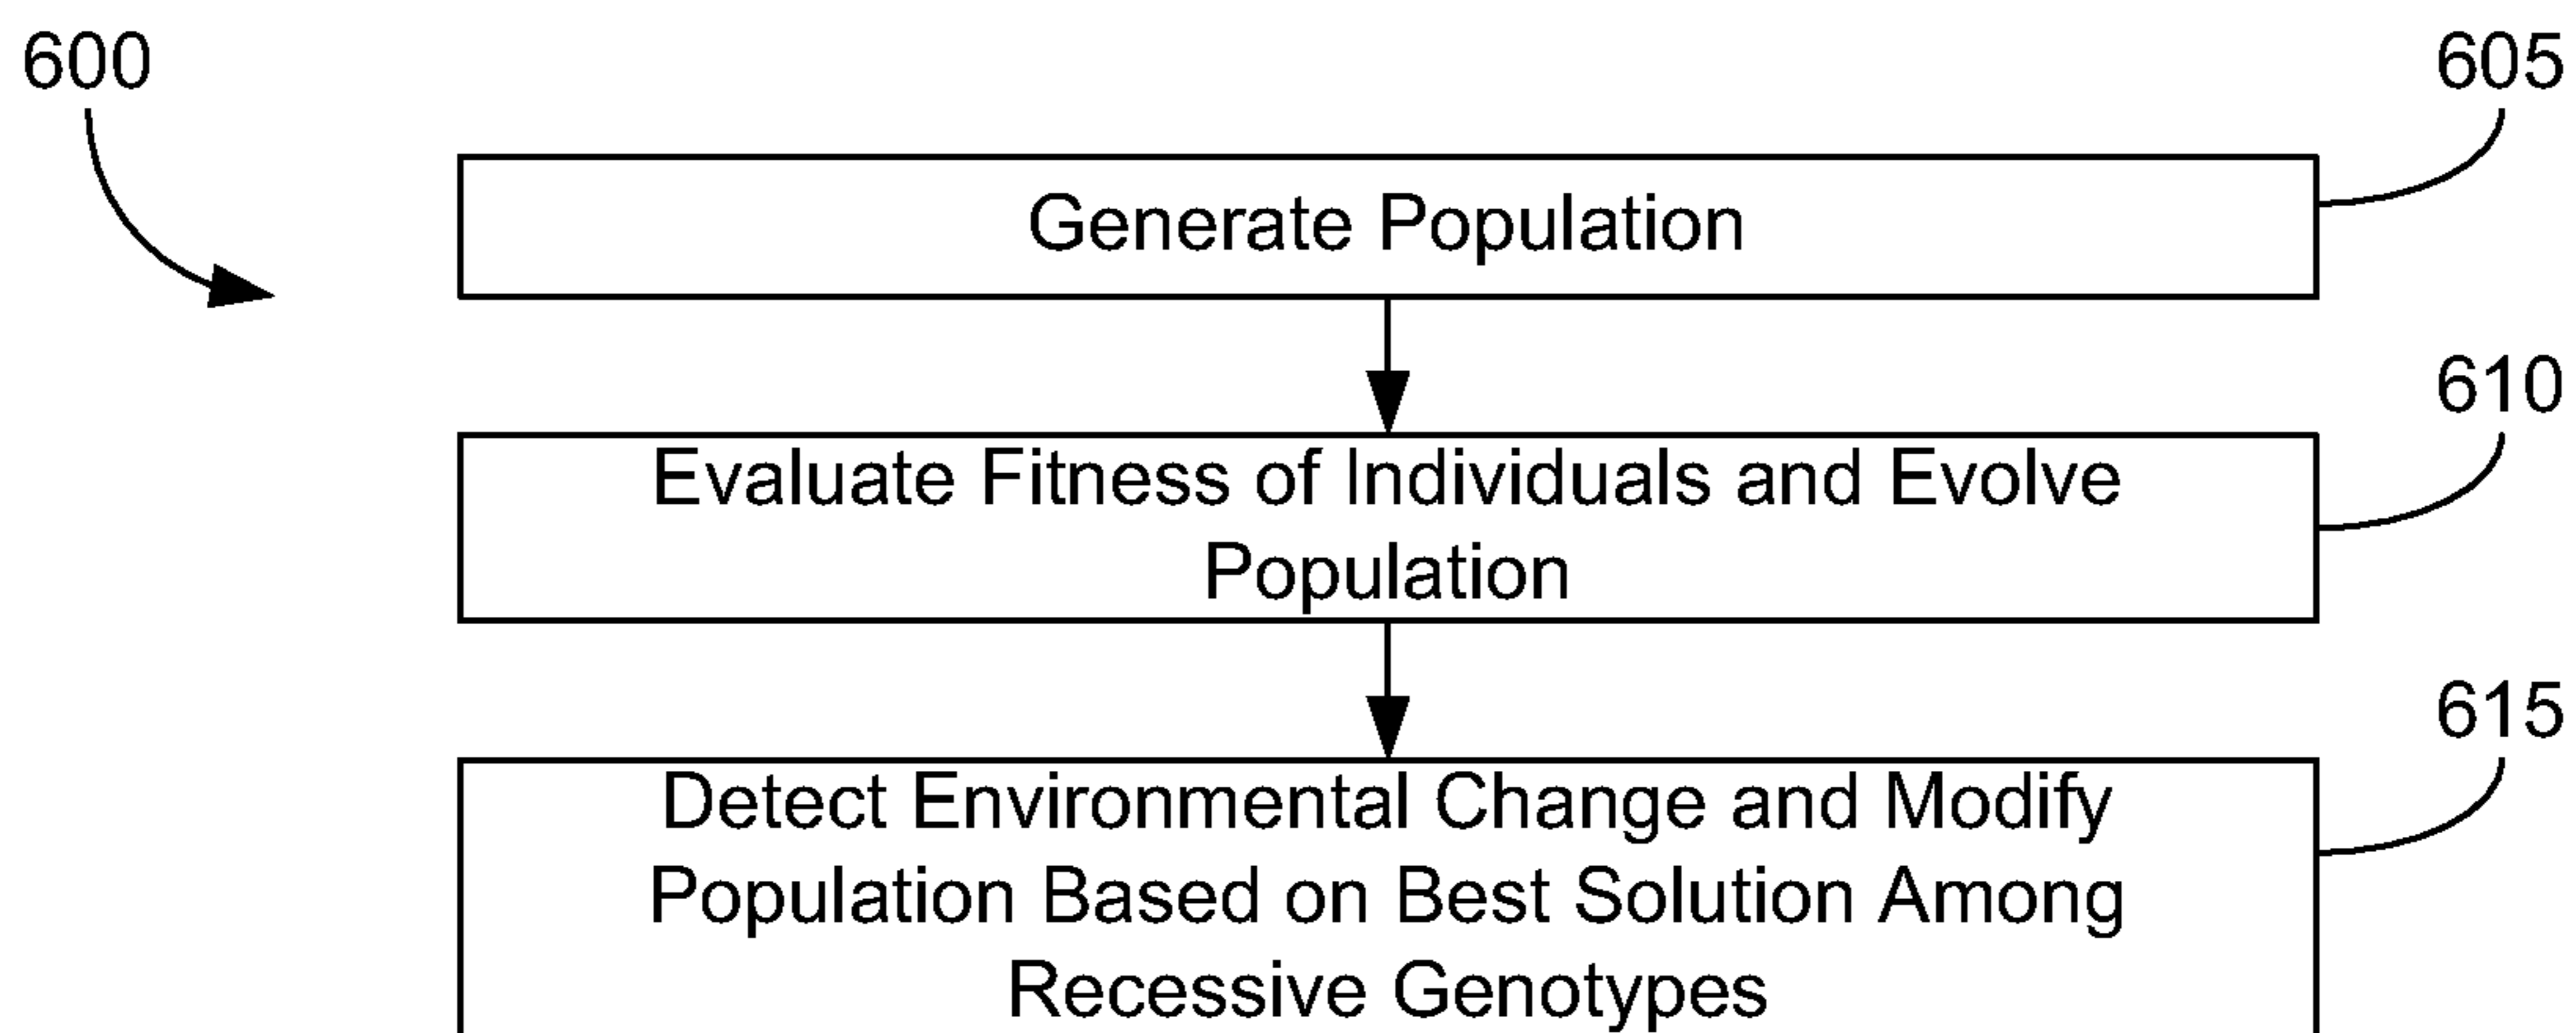 600
605
Generate Population
610
Evaluate Fitness of Individuals and Evolve
Population
615
Detect Environmental Change and Modify
Population Based on Best Solution Among
Recessive Genotypes